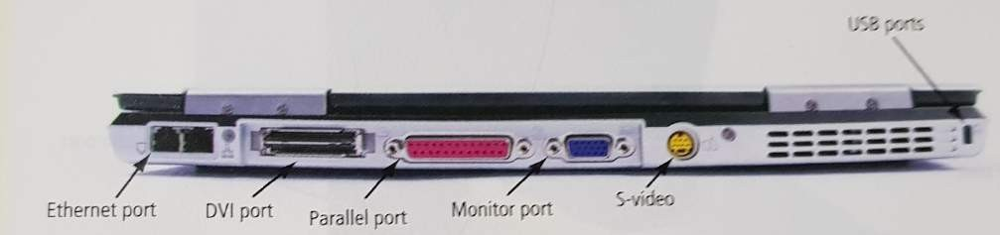 USB ports
Ethernet port
DVI port
Parallel port
Monitor port
S-video